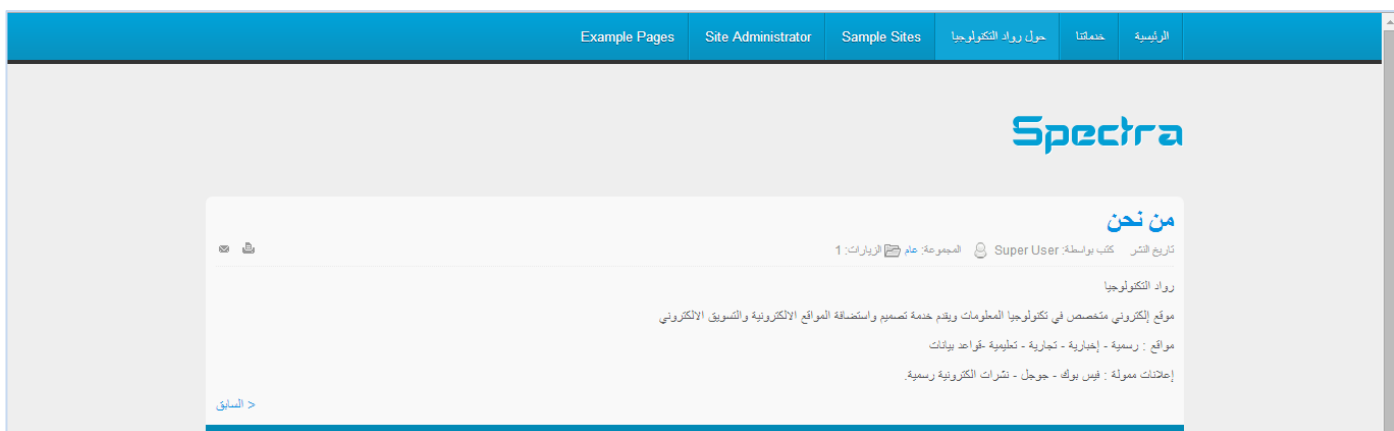 الرئيسية خدماتنا حول رواد التكنولوجيا Sample Sites Site Administrator Example Pages
Spectra
من نحن
تاريخ النشر كتب بواسطة: Super User المجموعة: عام الزيارات: 1
رواد التكنولوجيا
موقع إلكتروني متخصص في تكنولوجيا المعلومات ويقدم خدمة تصميم واستضافة المواقع الالكترونية والتسويق الالكتروني
مواقع : رسمية - إخبارية - تجارية - تعليمية -قواعد بيانات
إعلانات ممولة : فيس بوك - جوجل - نشرات الكترونية رسمية.
< السابق